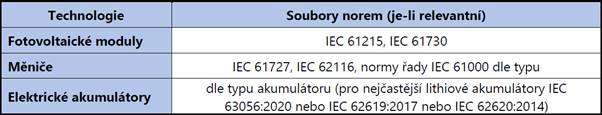 Technologie Soubory norem (je-li relevantní)
Fotovoltaické moduly IEC 61215, IEC 61730
Měniče IEC 61727, IEC 62116, normy řady IEC 61000 dle typu
Elektrické akumulátory dle typu akumulátoru (pro nejčastější lithiové akumulátory IEC
63056:2020 nebo IEC 62619:2017 nebo IEC 62620:2014)